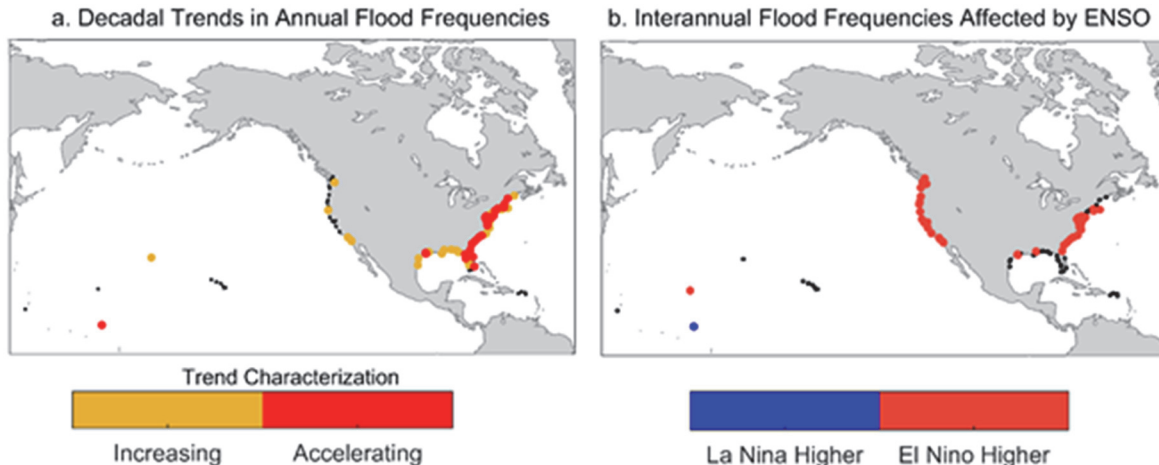 a. Decadal Trends in Annual Flood Frequencies
b. Interannual Flood Frequencies Affected by ENSO
Trend Characterization
Increasing
Accelerating
La Nina Higher
El Nino Higher